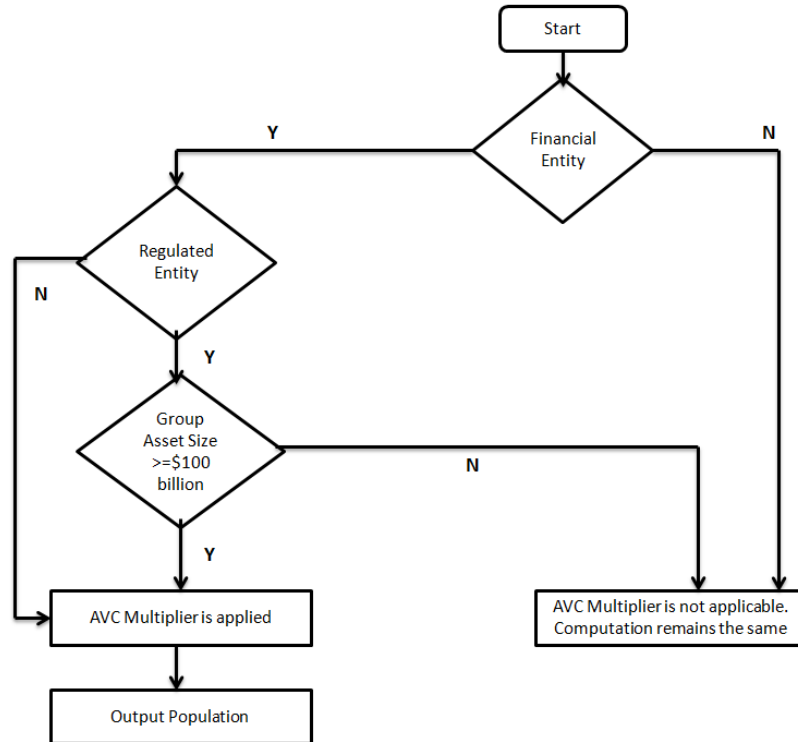 Start
Financial
Entity
Y
N
Regulated
Entity
N
Y
Group
Asset Size
>=$100
billion
N
Y
AVC Multiplier is applied
AVC Multiplier is not applicable.
Computation remains the same
Output Population